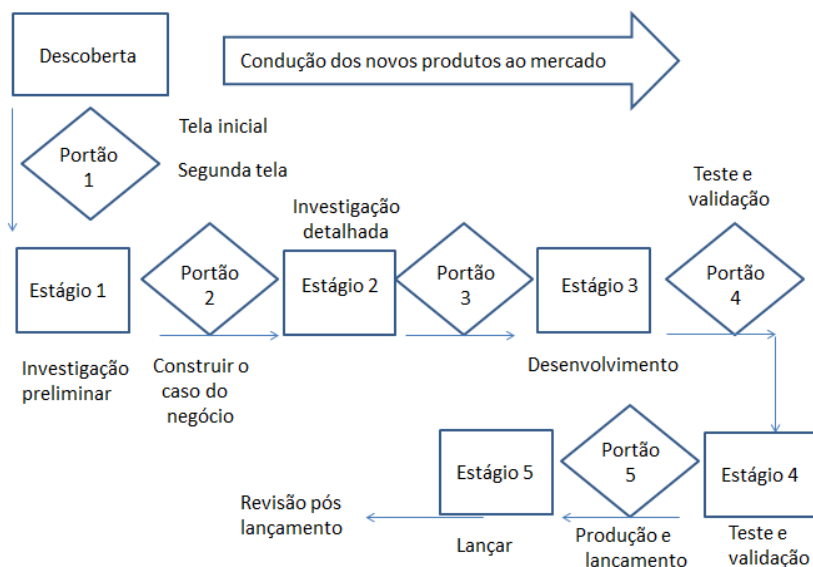 Descoberta
Condução dos novos produtos ao mercado
Portão
1
Tela inicial
Segunda tela
Estágio 1
Investigação
preliminar
Portão
2
Construir o
caso do
negócio
Investigação
detalhada
Estágio 2
Portão
3
Estágio 3
Desenvolvimento
Teste e
validação
Portão
4
Estágio 4
Teste e
validação
Portão
5
Produção e
lançamento
Estágio 5
Lançar
Revisão pós
lançamento